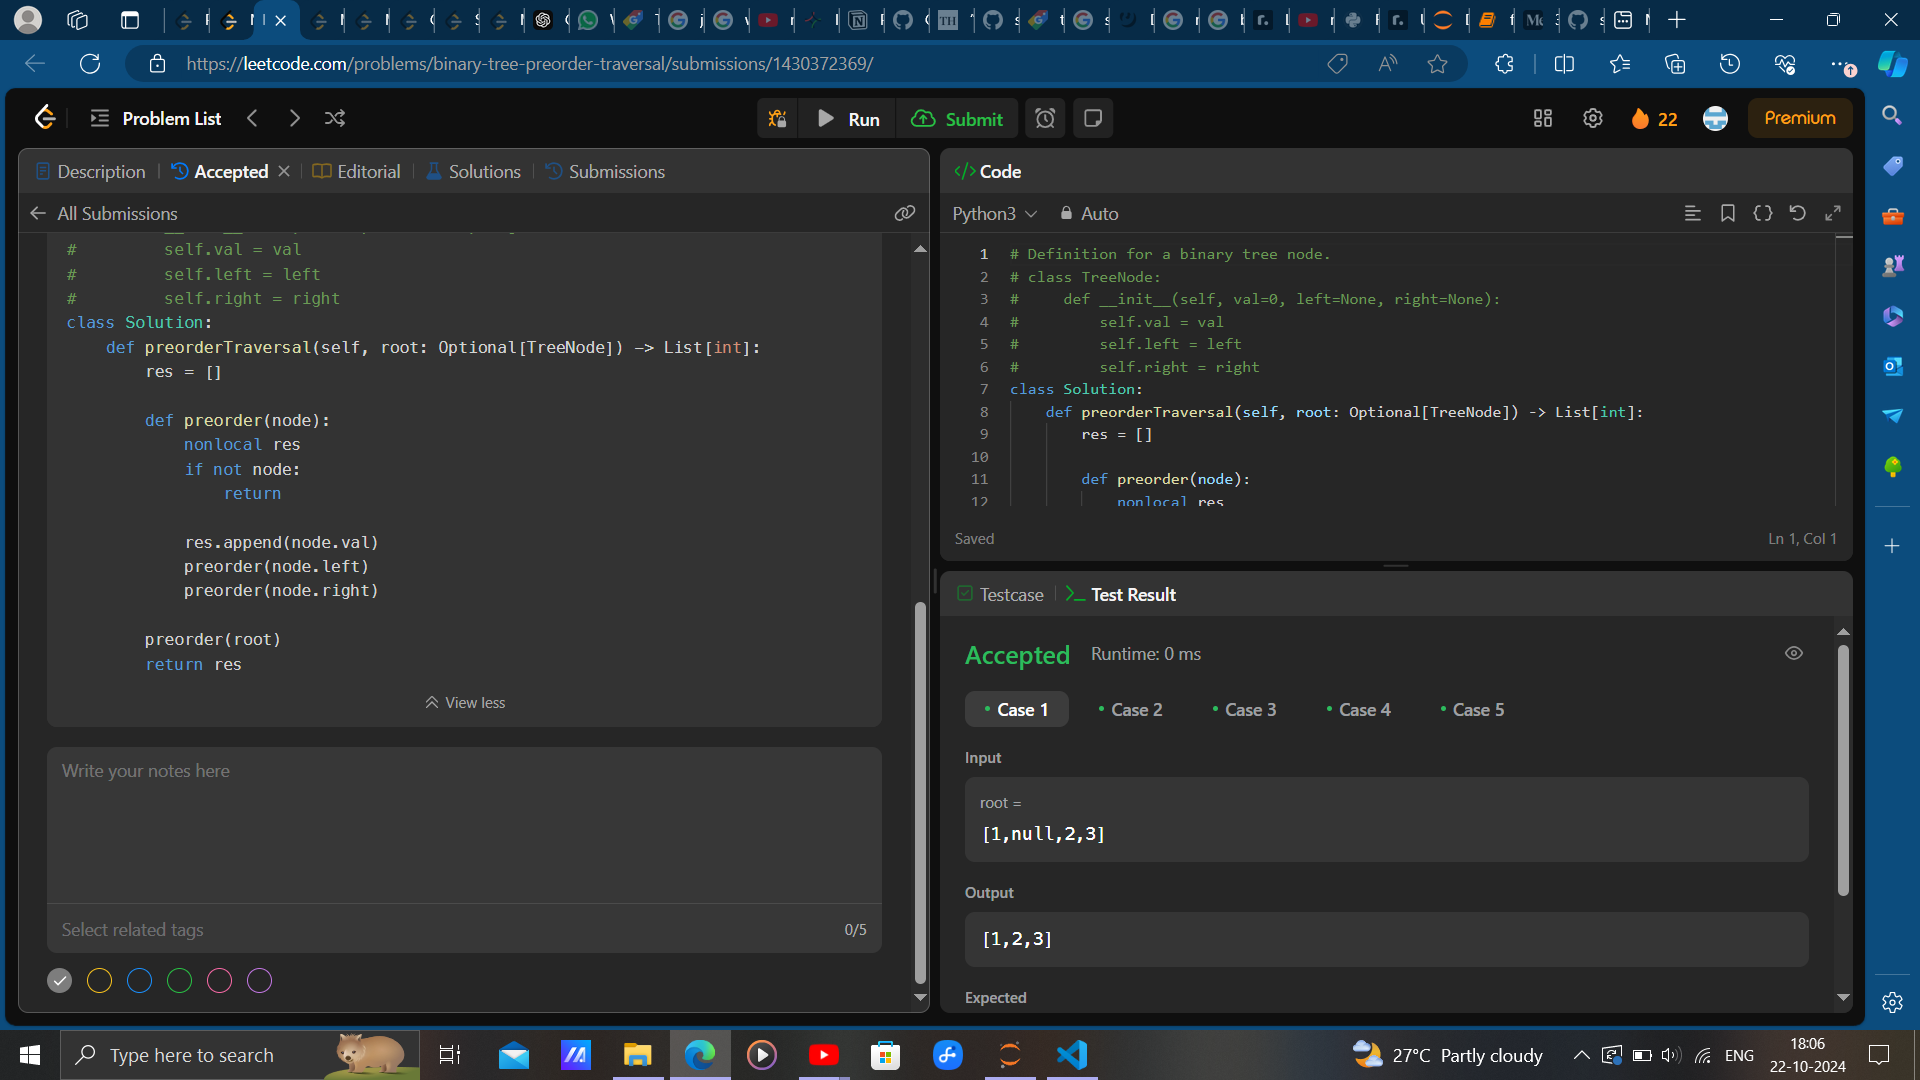 https://leetcode.com/problems/binary-tree-preorder-traversal/submissions/1430372369/
Problem List
Run
Submit
22
Premium
Description
Accepted
Editorial
Solutions
Submissions
All Submissions
# self.val = val
# self.left = left
# self.right = right
class Solution:
def preorderTraversal(self, root: Optional[TreeNode]) -> List[int]:
res = []
def preorder(node):
nonlocal res
if not node:
return
res.append(node.val)
preorder(node.left)
preorder(node.right)
preorder(root)
return res
View less
Write your notes here
Select related tags
0/5
Code
Python3
Auto
1 # Definition for a binary tree node.
2 # class TreeNode:
3 # def __init__(self, val=0, left=None, right=None):
4 # self.val = val
5 # self.left = left
6 # self.right = right
7 class Solution:
8 def preorderTraversal(self, root: Optional[TreeNode]) -> List[int]:
9 res = []
10
11 def preorder(node):
12 nonlocal res
Saved
Ln 1, Col 1
Testcase
Test Result
Accepted
Runtime: 0 ms
Case 1
Case 2
Case 3
Case 4
Case 5
Input
root =
[1,null,2,3]
Output
[1,2,3]
Expected
Type here to search
27°C Partly cloudy
ENG
18:06
22-10-2024